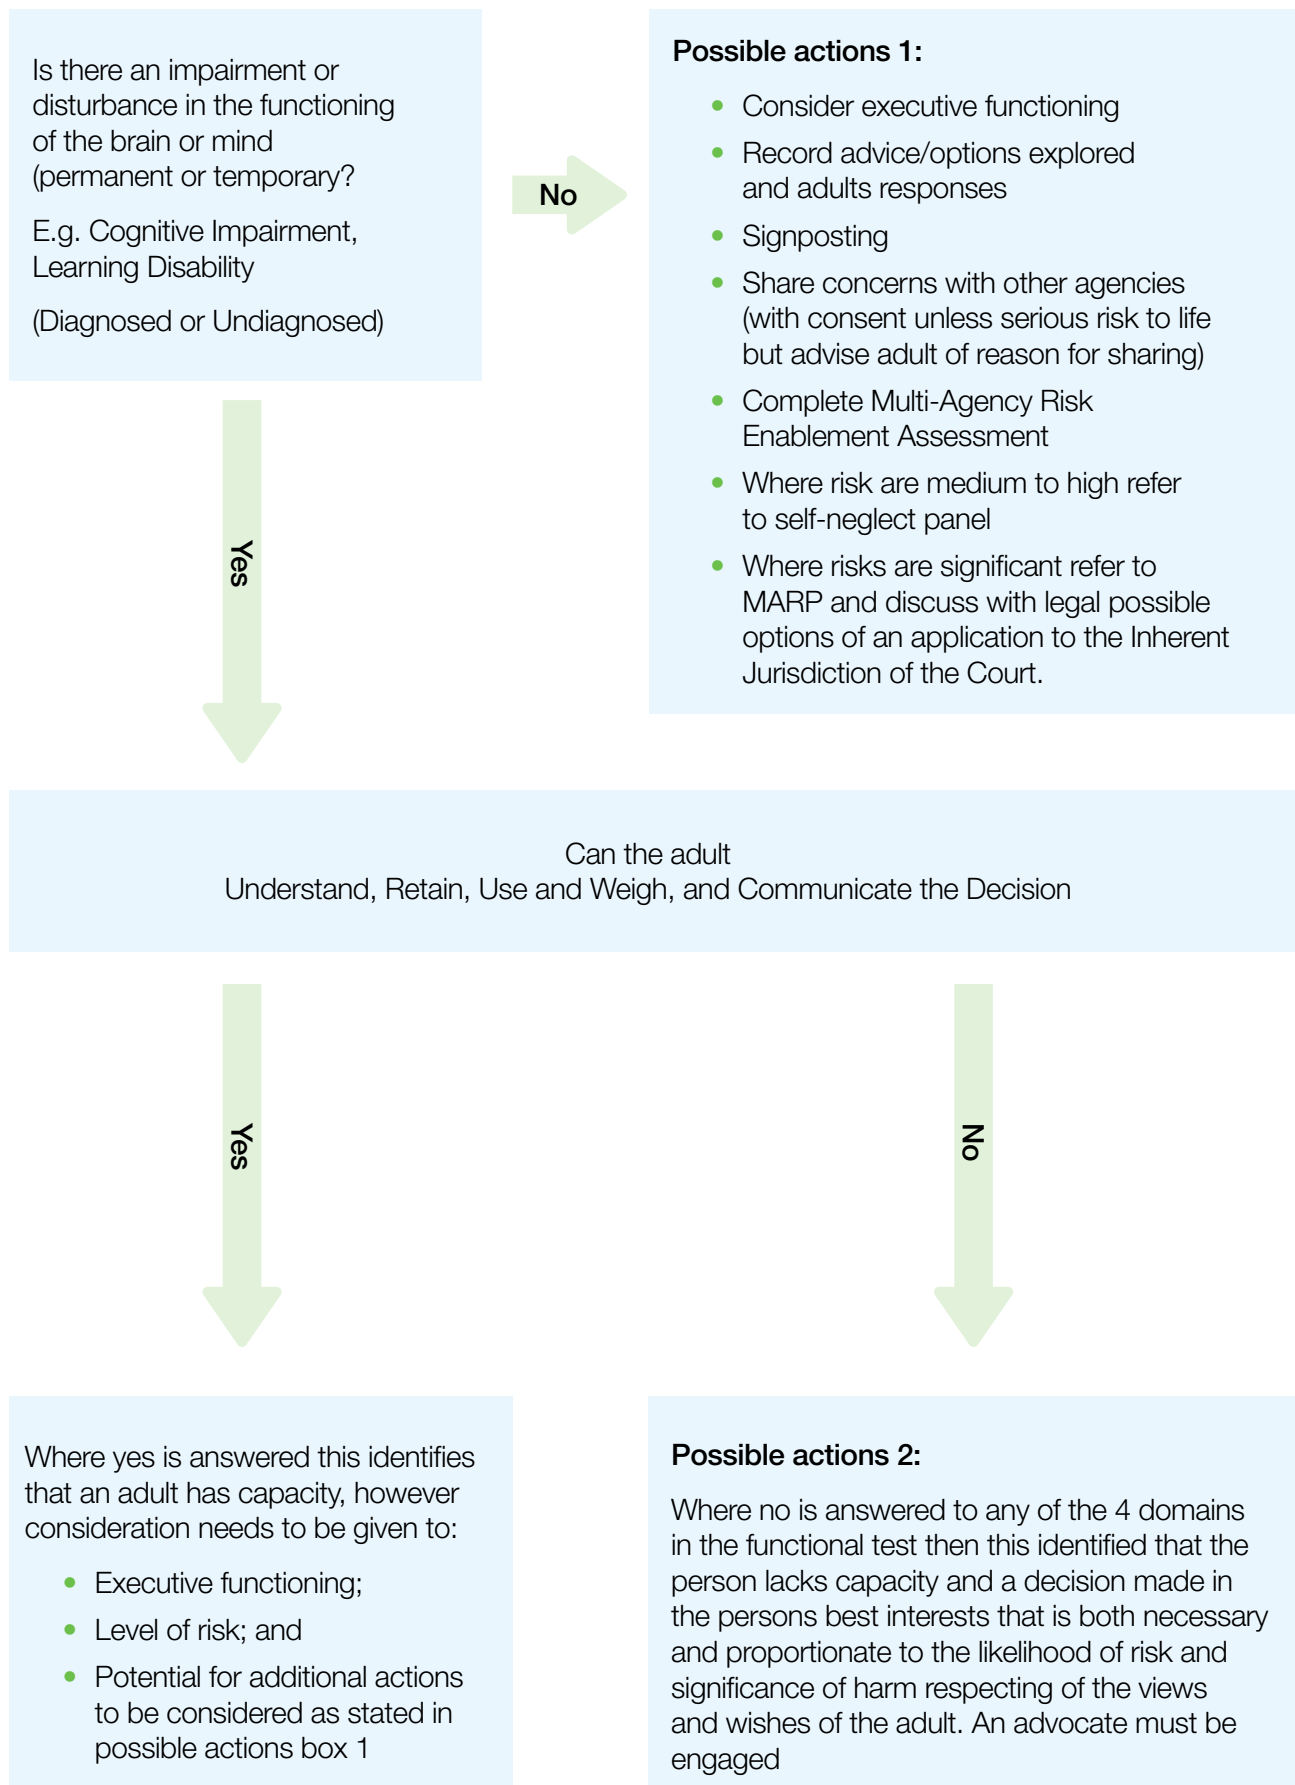 Is there an impairment or
disturbance in the functioning
of the brain or mind
(permanent or temporary?
E.g. Cognitive Impairment,
Learning Disability
(Diagnosed or Undiagnosed)
No
Possible actions 1:
• Consider executive functioning
• Record advice/options explored
and adults responses
• Signposting
• Share concerns with other agencies
(with consent unless serious risk to life
but advise adult of reason for sharing)
• Complete Multi-Agency Risk
Enablement Assessment
• Where risk are medium to high refer
to self-neglect panel
• Where risks are significant refer to
MARP and discuss with legal possible
options of an application to the Inherent
Jurisdiction of the Court.
Yes
Can the adult
Understand, Retain, Use and Weigh, and Communicate the Decision
Yes
No
Where yes is answered this identifies
that an adult has capacity, however
consideration needs to be given to:
• Executive functioning;
• Level of risk; and
• Potential for additional actions
to be considered as stated in
possible actions box 1
Possible actions 2:
Where no is answered to any of the 4 domains
in the functional test then this identified that the
person lacks capacity and a decision made in
the persons best interests that is both necessary
and proportionate to the likelihood of risk and
significance of harm respecting of the views
and wishes of the adult. An advocate must be
engaged